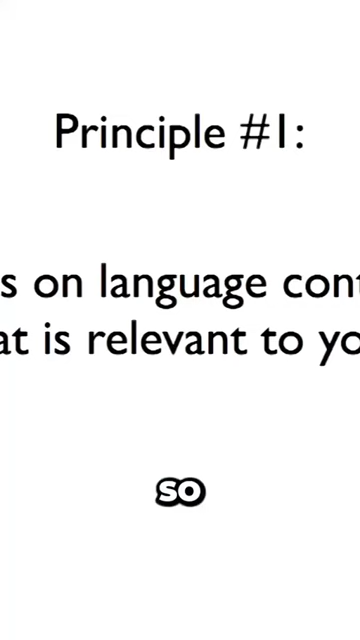 Principle #1:
s on language cont
at is relevant to yo
so